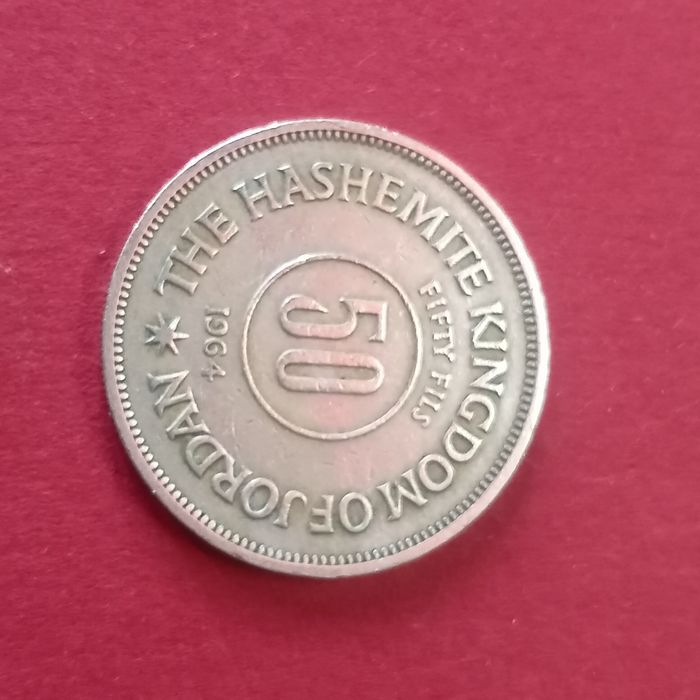 THE HASHEMITE KINGDOM OF JORDAN
FIFTY FILS
50
1964